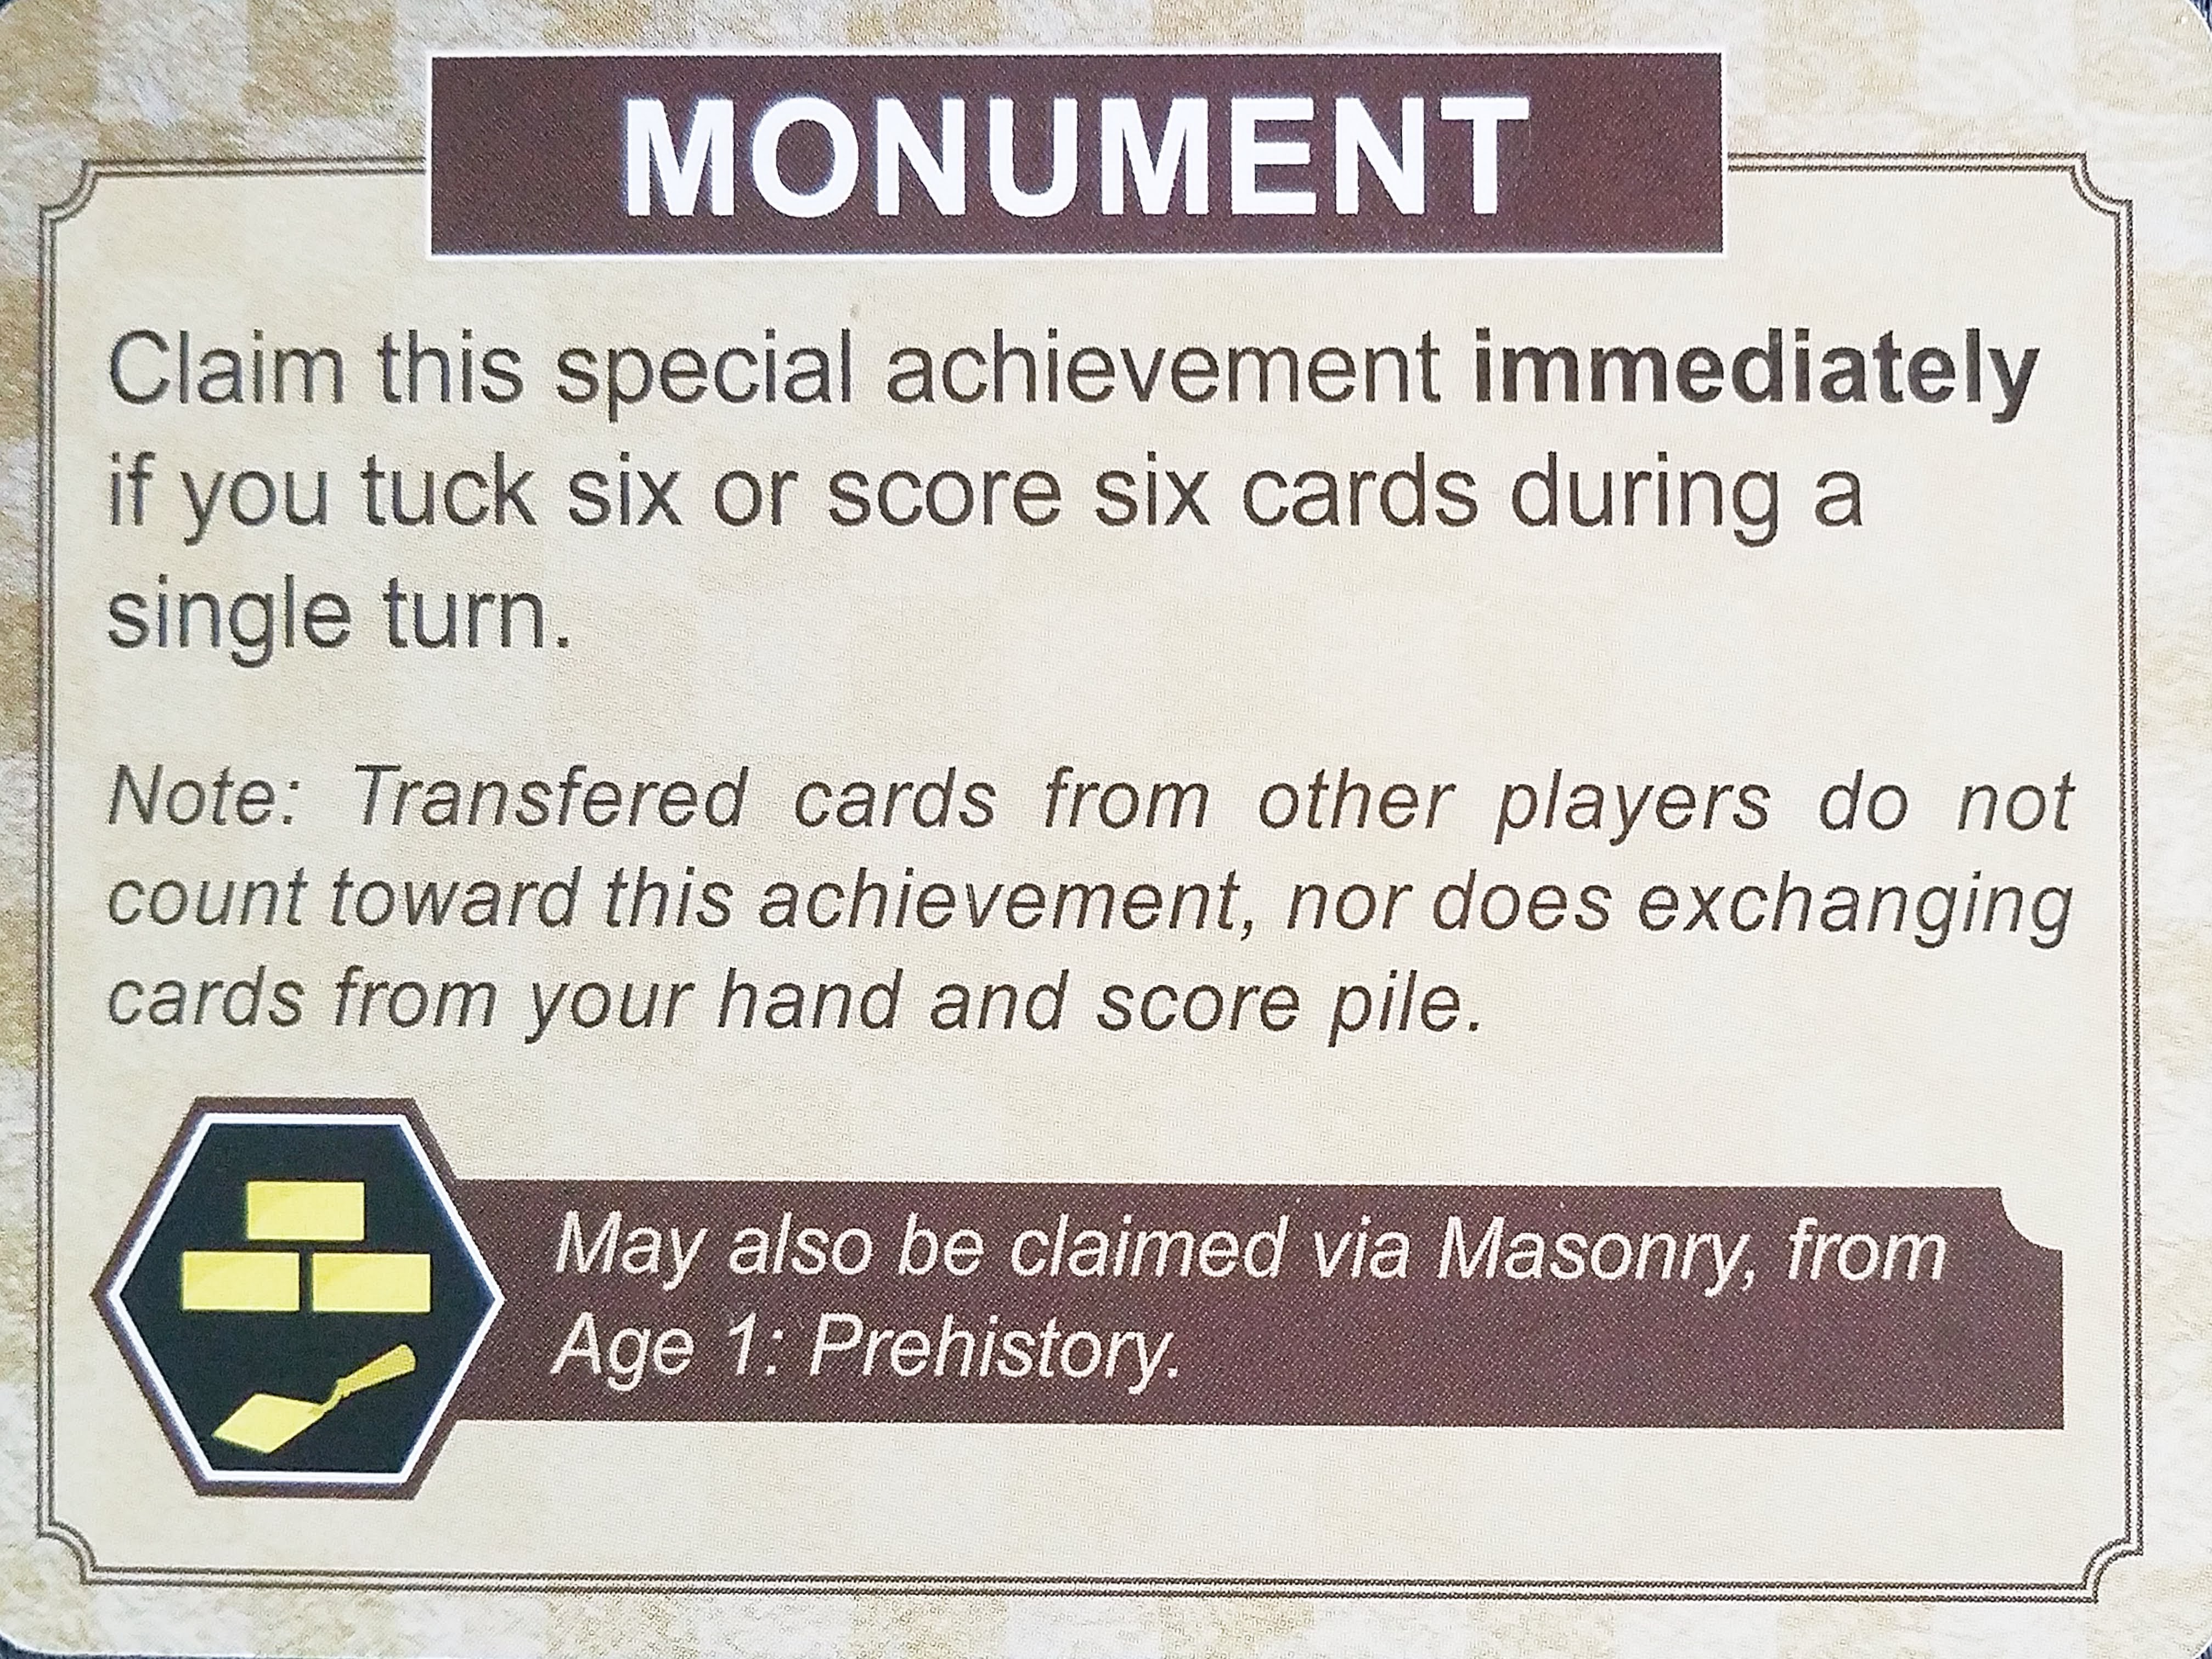 MONUMENT
Claim this special achievement immediately
if you tuck six or score six cards during a
single turn.
Note: Transfered cards from other players do not
count toward this achievement, nor does exchanging
cards from your hand and score pile.
May also be claimed via Masonry, from
Age 1: Prehistory.